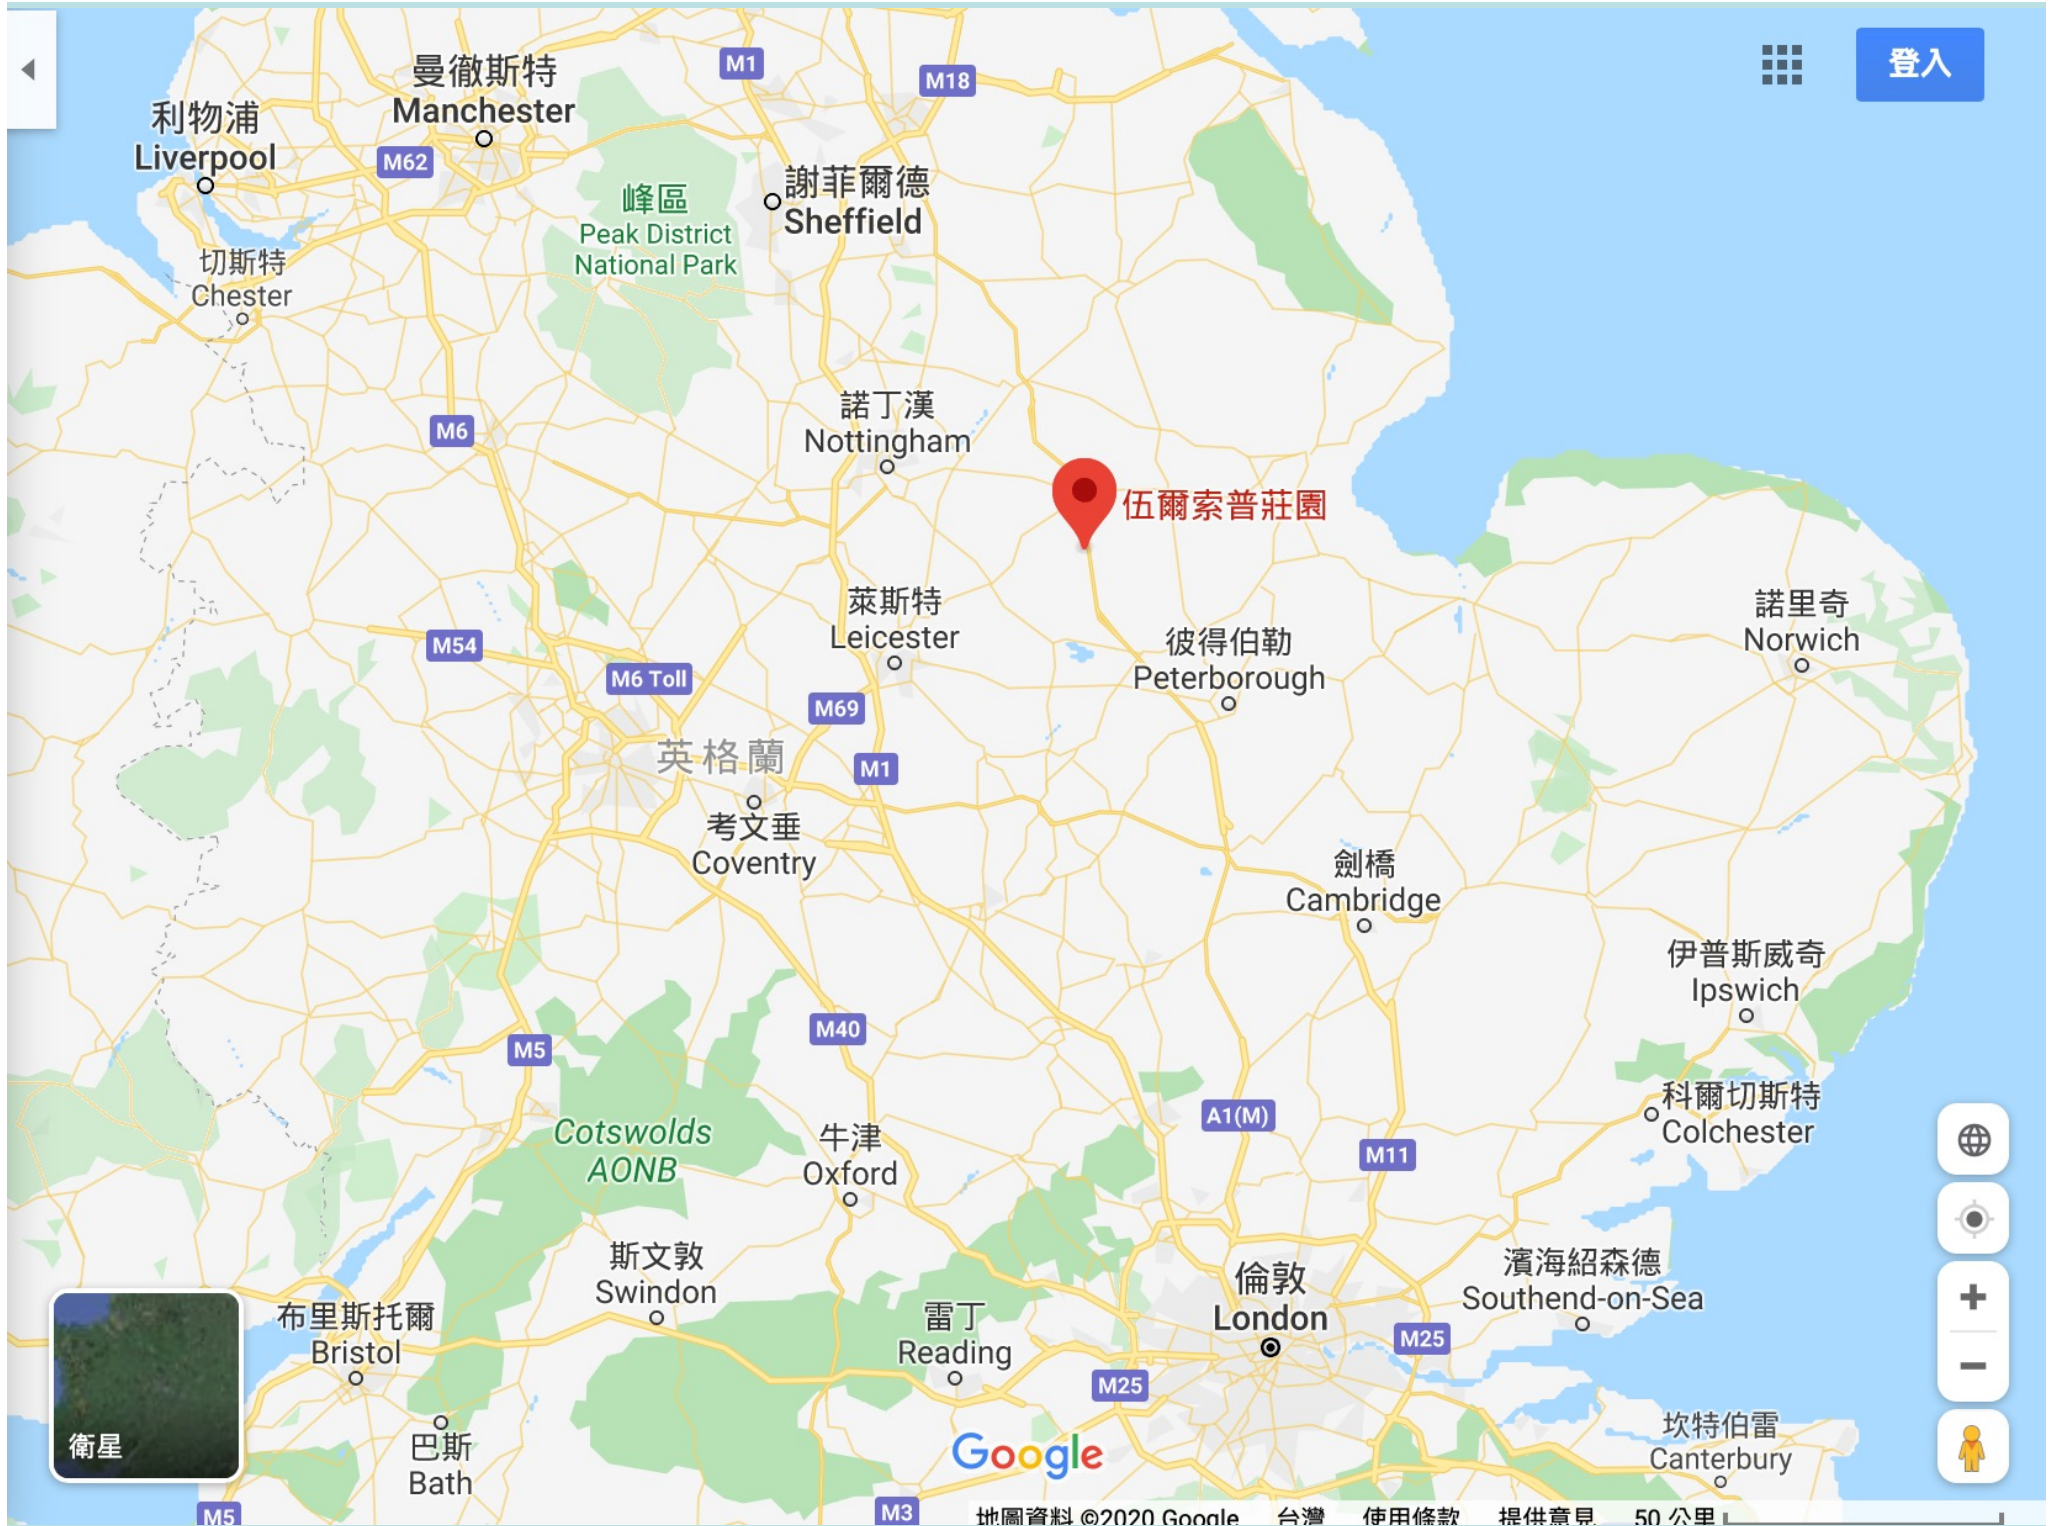 登入
M1
M18
曼徹斯特
Manchester
利物浦
Liverpool
M62
謝菲爾德
Sheffield
峰區
Peak District
National Park
切斯特
Chester
諾丁漢
Nottingham
M6
伍爾索普莊園
萊斯特
Leicester
諾里奇
Norwich
彼得伯勒
Peterborough
M54
M6 Toll
M69
英格蘭
M1
考文垂
Coventry
劍橋
Cambridge
伊普斯威奇
Ipswich
M40
M5
科爾切斯特
Colchester
A1(M)
M11
Cotswolds
AONB
牛津
Oxford
斯文敦
Swindon
倫敦
London
濱海紹森德
Southend-on-Sea
布里斯托爾
Bristol
雷丁
Reading
M25
M25
衛星
巴斯
Bath
坎特伯雷
Canterbury
Google
M5
M3
地圖資料 ©2020 Google 台灣 使用條款 提供意見 50 公里